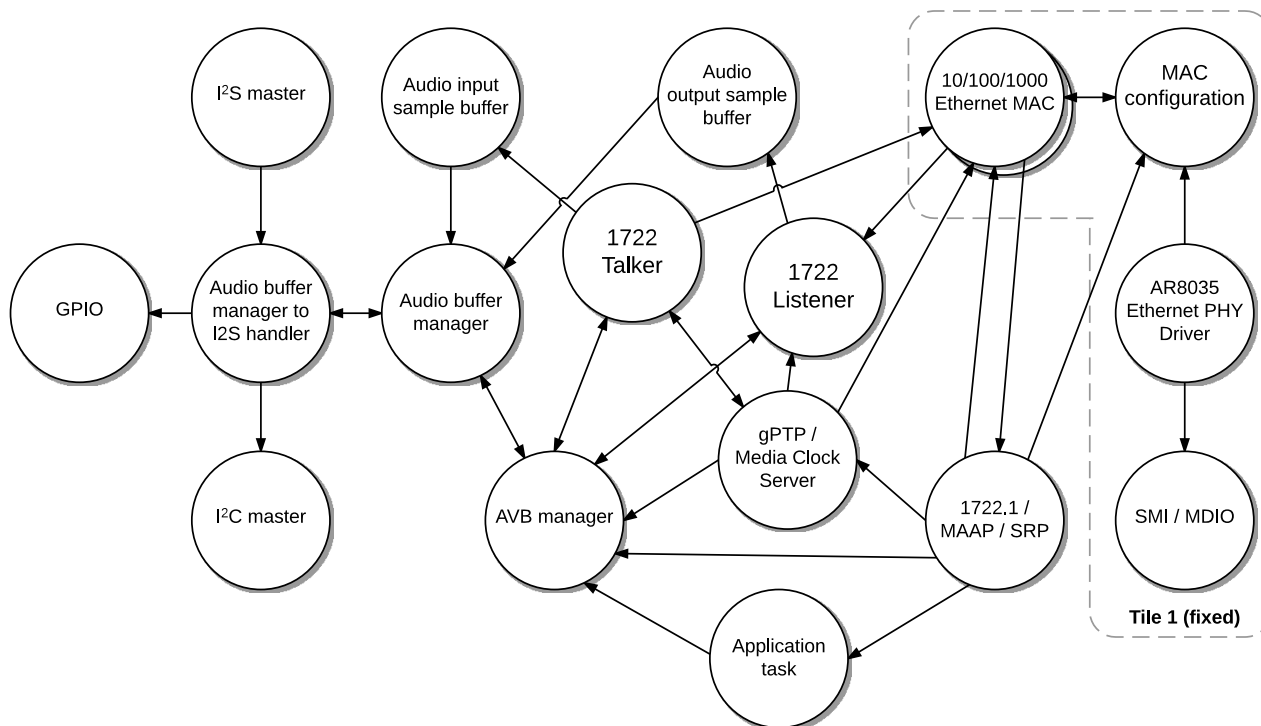 I²S master
Audio input
sample buffer
Audio
output sample
buffer
10/100/1000
Ethernet MAC
MAC
configuration
1722
Talker
1722
Listener
GPIO
Audio buffer
manager to
I2S handler
Audio buffer
manager
AR8035
Ethernet PHY
Driver
gPTP /
Media Clock
Server
I²C master
AVB manager
1722.1 /
MAAP / SRP
SMI / MDIO
Tile 1 (fixed)
Application
task